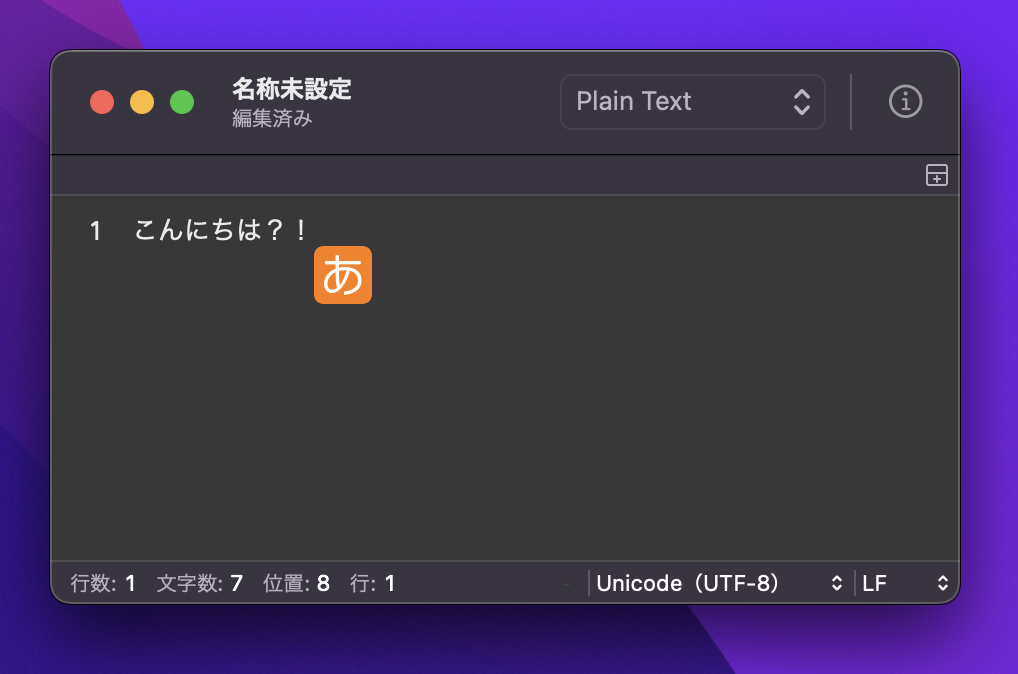 名称未設定
編集済み
Plain Text
1 こんにちは？！
あ
行数: 1 文字数: 7 位置: 8 行: 1 Unicode（UTF-8） LF